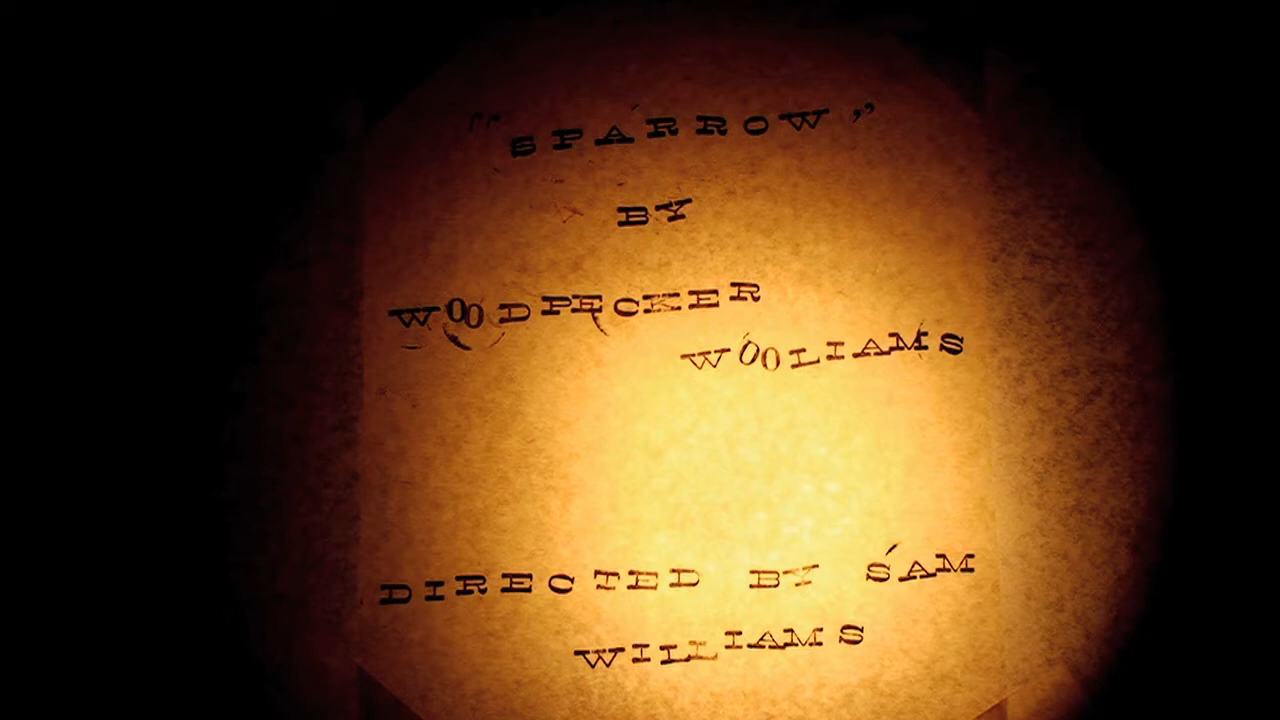 "SPARROW"
BY
WOODPECKER
WOOLIAMS
DIRECTED BY SAM
WILLIAMS